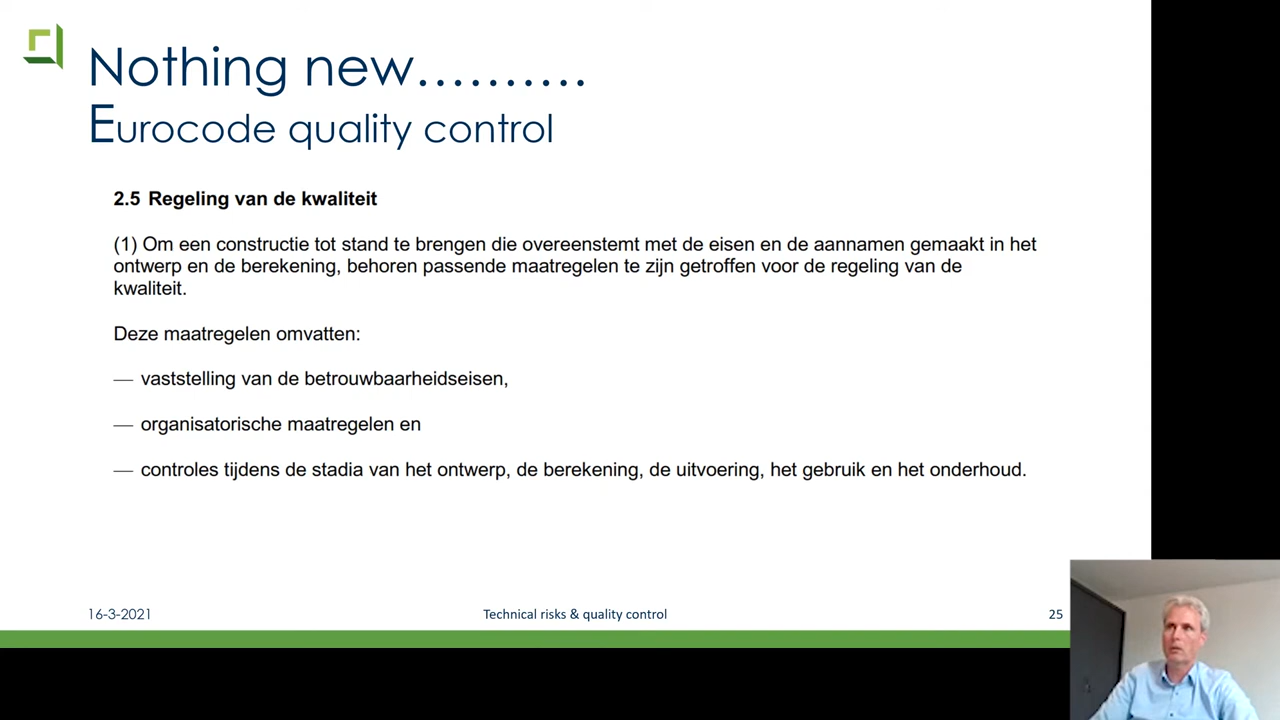 Nothing new..........
Eurocode quality control
2.5 Regeling van de kwaliteit
(1) Om een constructie tot stand te brengen die overeenstemt met de eisen en de aannamen gemaakt in het
ontwerp en de berekening, behoren passende maatregelen te zijn getroffen voor de regeling van de
kwaliteit.
Deze maatregelen omvatten:
— vaststelling van de betrouwbaarheidseisen,
— organisatorische maatregelen en
— controles tijdens de stadia van het ontwerp, de berekening, de uitvoering, het gebruik en het onderhoud.
16-3-2021
Technical risks & quality control
25